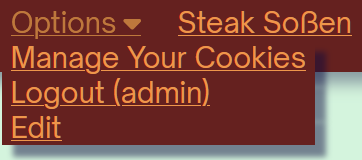 Options Steak Soßen
Manage Your Cookies
Logout (admin)
Edit